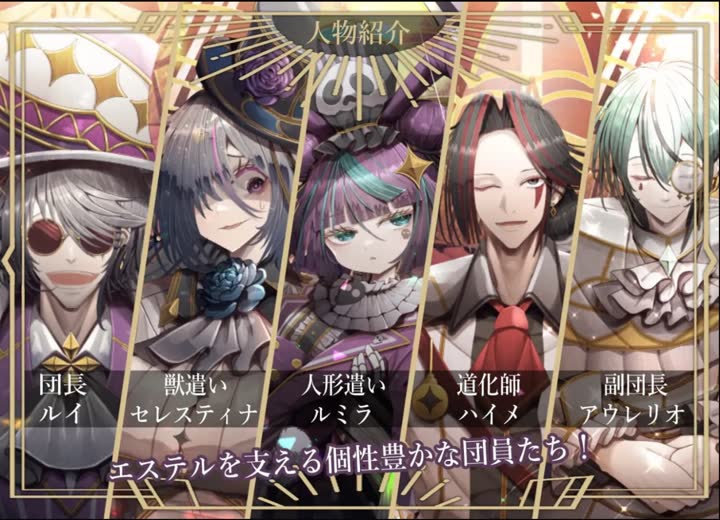 人物紹介
団長
ルイ
獣遣い
セレスティナ
人形遣い
ルミラ
道化師
ハイメ
副団長
アウレリオ
エステルを支える個性豊かな団員たち！